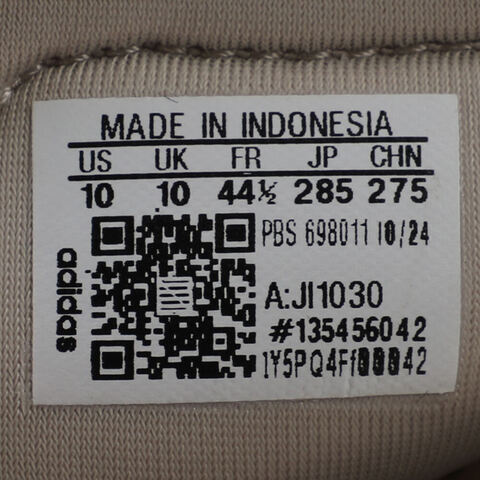 MADE IN INDONESIA
US UK FR JP CHN
10 10 44½ 285 275
PBS 698011 10/24
adidas
A:JI1030
#135456042